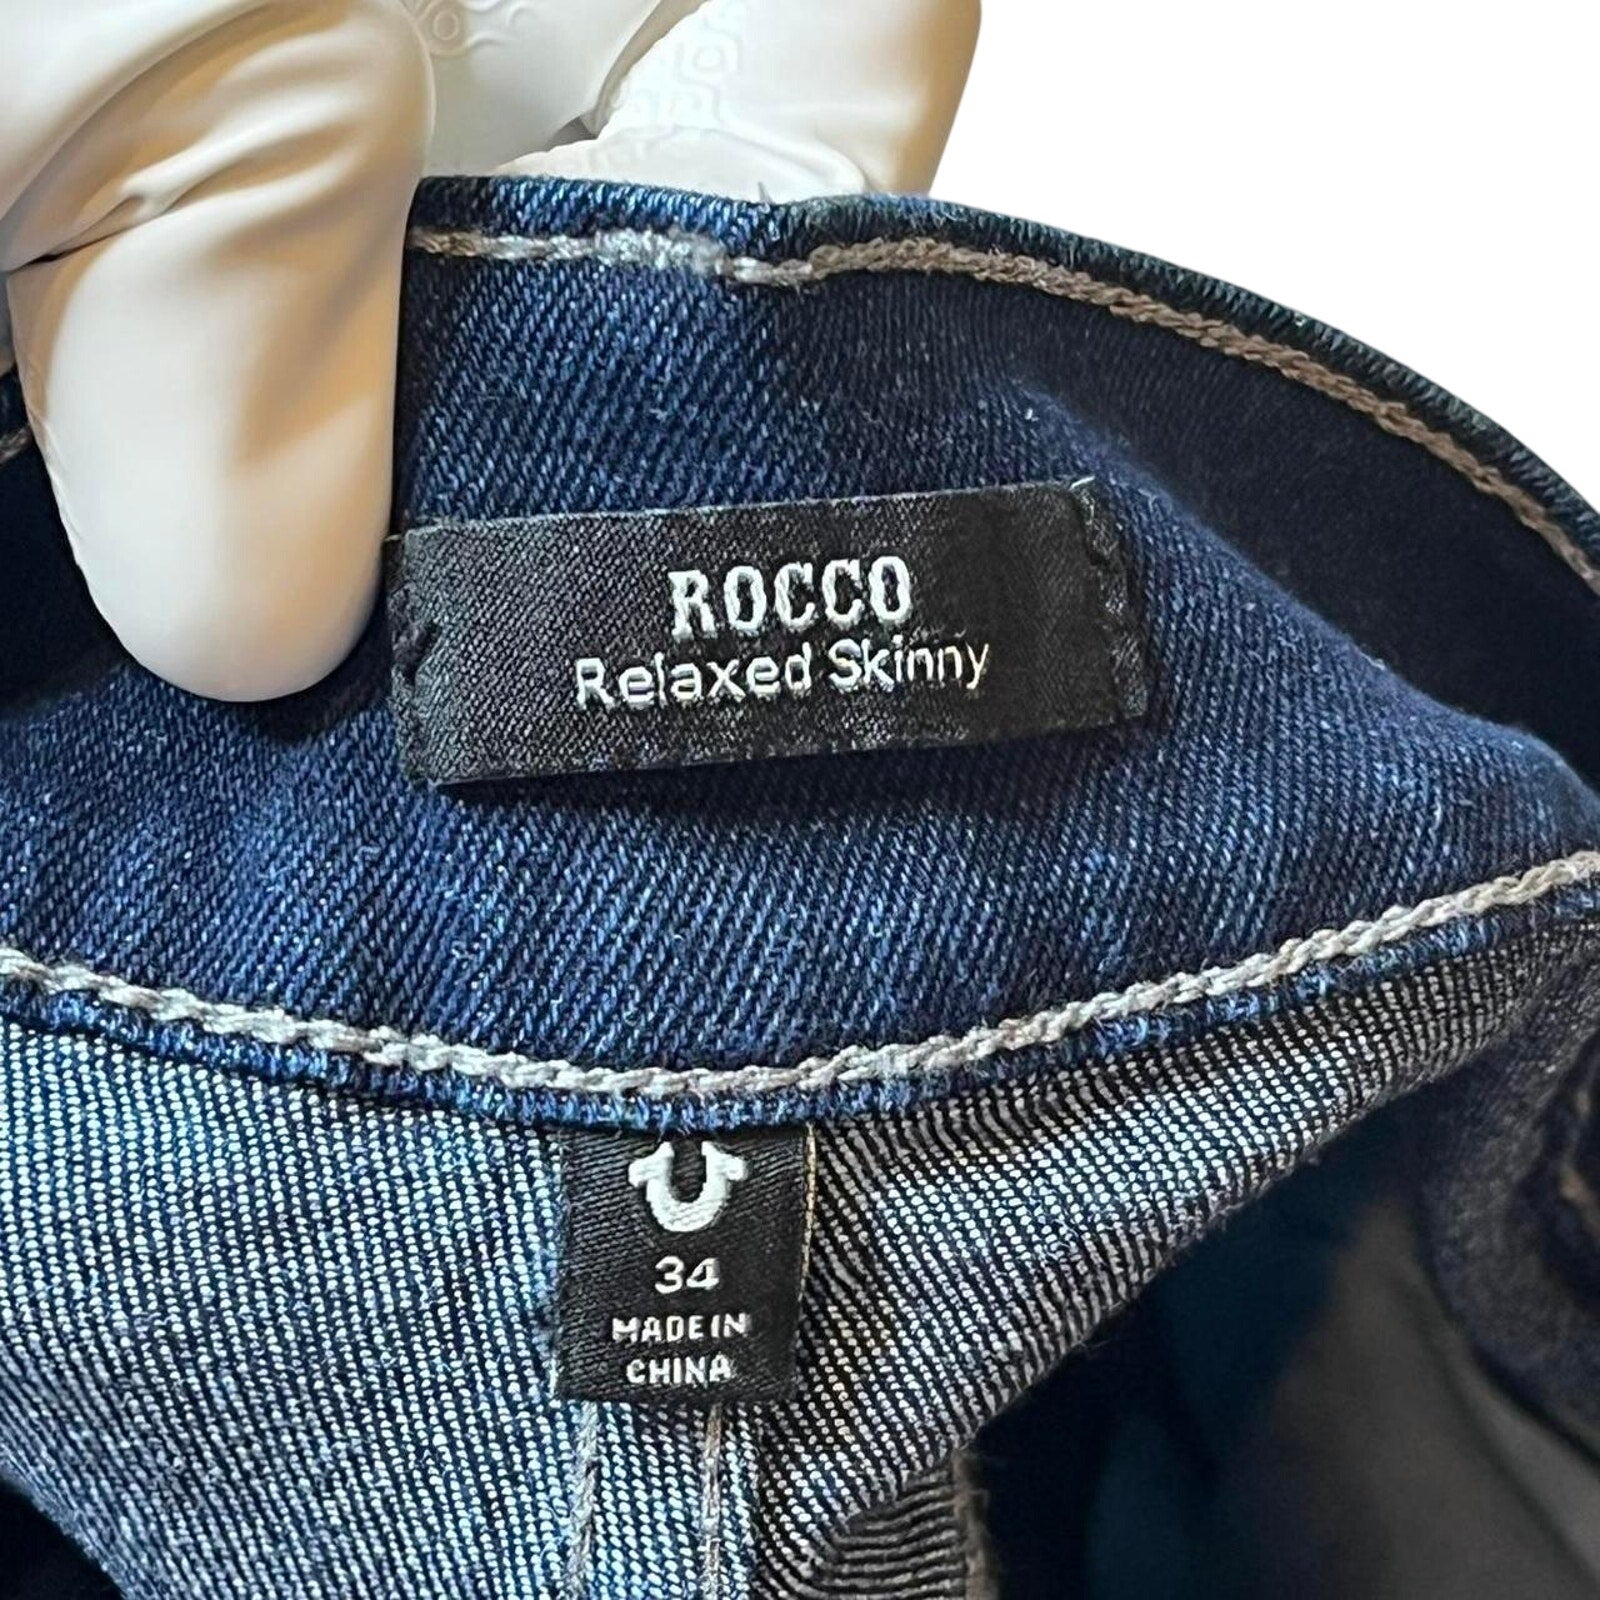 ROCCO
Relaxed Skinny
34
MADE IN
CHINA